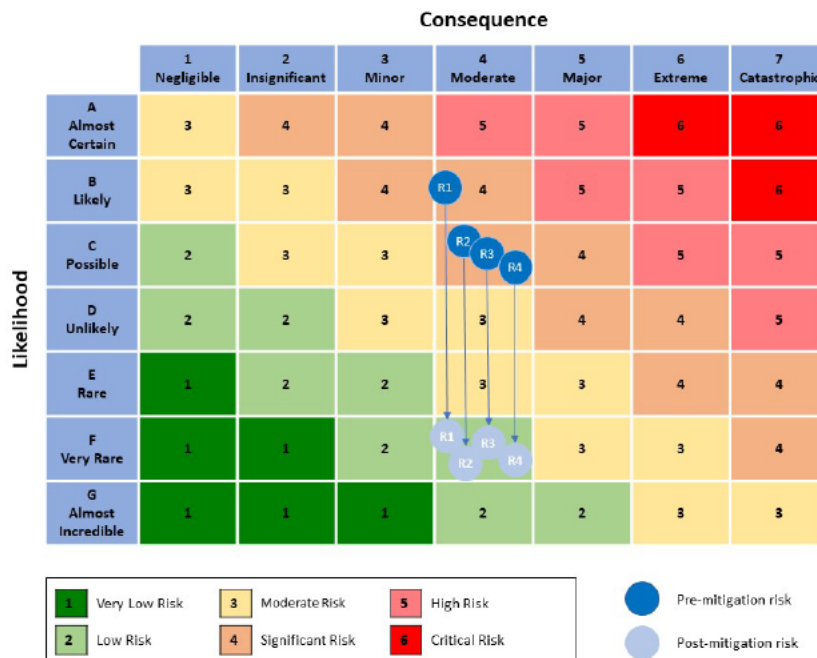 Consequence
1 2 3 4 5 6 7
Negligible Insignificant Minor Moderate Major Extreme Catastrophic
Likelihood
A
Almost
Certain
3 4 4 5 5 6 6
B
Likely
3 3 4 R1 4 5 5 6
C
Possible
2 3 3 R2 R3 R4 4 5 5
D
Unlikely
2 2 3 3 4 4 5
E
Rare
1 2 2 3 3 4 4
F
Very Rare
1 1 2 R1 R2 R3 R4 3 3 4
G
Almost
Incredible
1 1 1 2 2 3 3
1 Very Low Risk 3 Moderate Risk 5 High Risk Pre-mitigation risk
2 Low Risk 4 Significant Risk 6 Critical Risk Post-mitigation risk